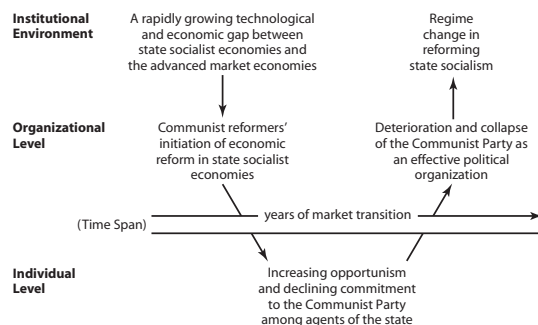 Institutional
Environment
A rapidly growing technological
and economic gap between
state socialist economies and
the advanced market economies
Regime
change in
reforming
state socialism
Organizational
Level
Communist reformers'
initiation of economic
reform in state socialist
economies
Deterioration and collapse
of the Communist Party as
an effective political
organization
(Time Span)
years of market transition
Individual
Level
Increasing opportunism
and declining commitment
to the Communist Party
among agents of the state